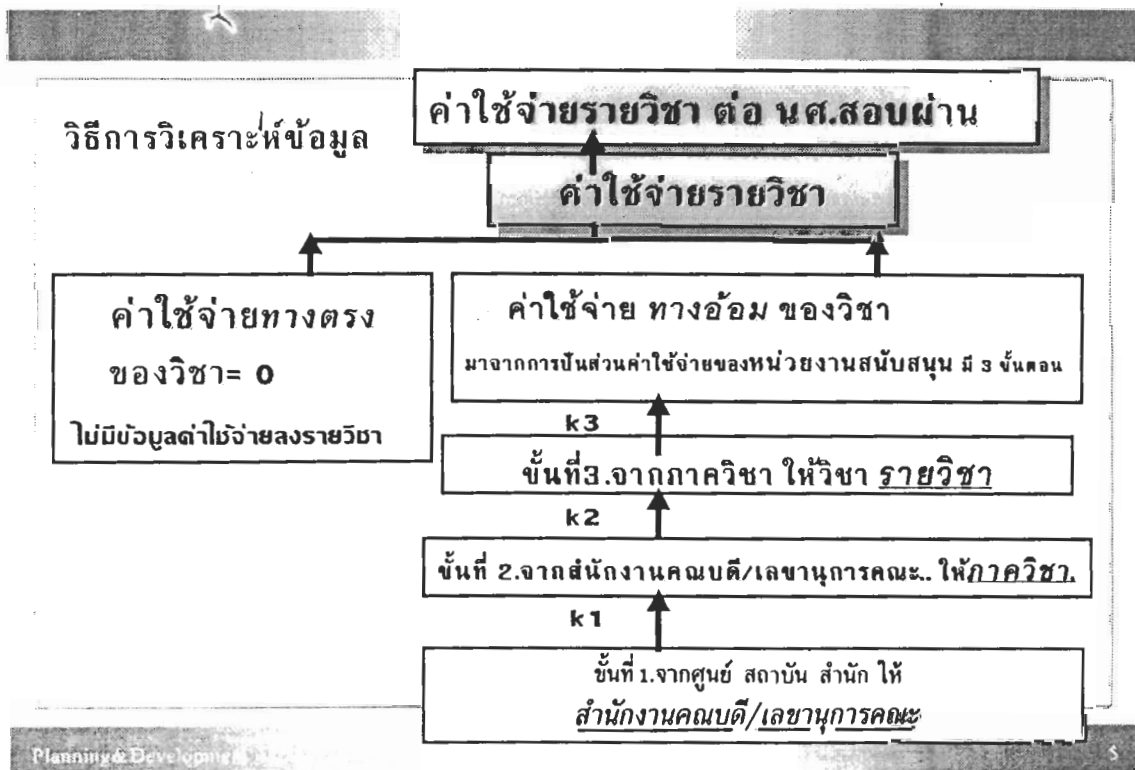 วิธีการวิเคราะห์ข้อมูล
ค่าใช้จ่ายรายวิชา ต่อ นศ.สอบผ่าน
ค่าใช้จ่ายรายวิชา
ค่าใช้จ่ายทางตรง
ของวิชา= 0
ไม่มีข้อมูลค่าใช้จ่ายลงรายวิชา
ค่าใช้จ่าย ทางอ้อม ของวิชา
มาจากการปันส่วนค่าใช้จ่ายของหน่วยงานสนับสนุน มี 3 ขั้นตอน
k3
ขั้นที่3.จากภาควิชา ให้วิชา รายวิชา
k2
ขั้นที่ 2.จากสำนักงานคณบดี/เลขานุการคณะ.. ให้ภาควิชา.
k1
ขั้นที่ 1.จากศูนย์ สถาบัน สำนัก ให้
สำนักงานคณบดี/เลขานุการคณะ
Planning & Development
5